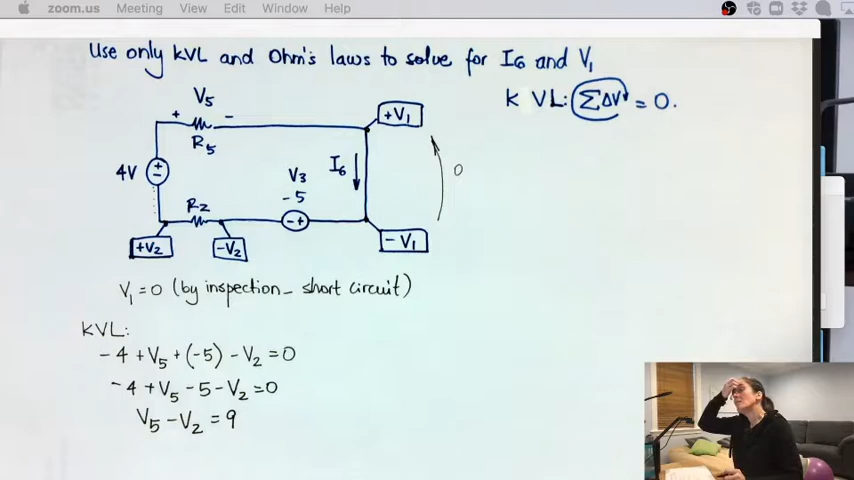 zoom.us Meeting View Edit Window Help
Use only KVL and Ohm's laws to solve for I6 and V1
KVL: ΣΔV = 0.
V5
+ -
R5
+V1
4V
+
-
I6
V3
-5
0
R2
- +
+V2
-V2
-V1
V1 = 0 (by inspection - short circuit)
KVL:
-4 + V5 + (-5) - V2 = 0
-4 + V5 - 5 - V2 = 0
V5 - V2 = 9